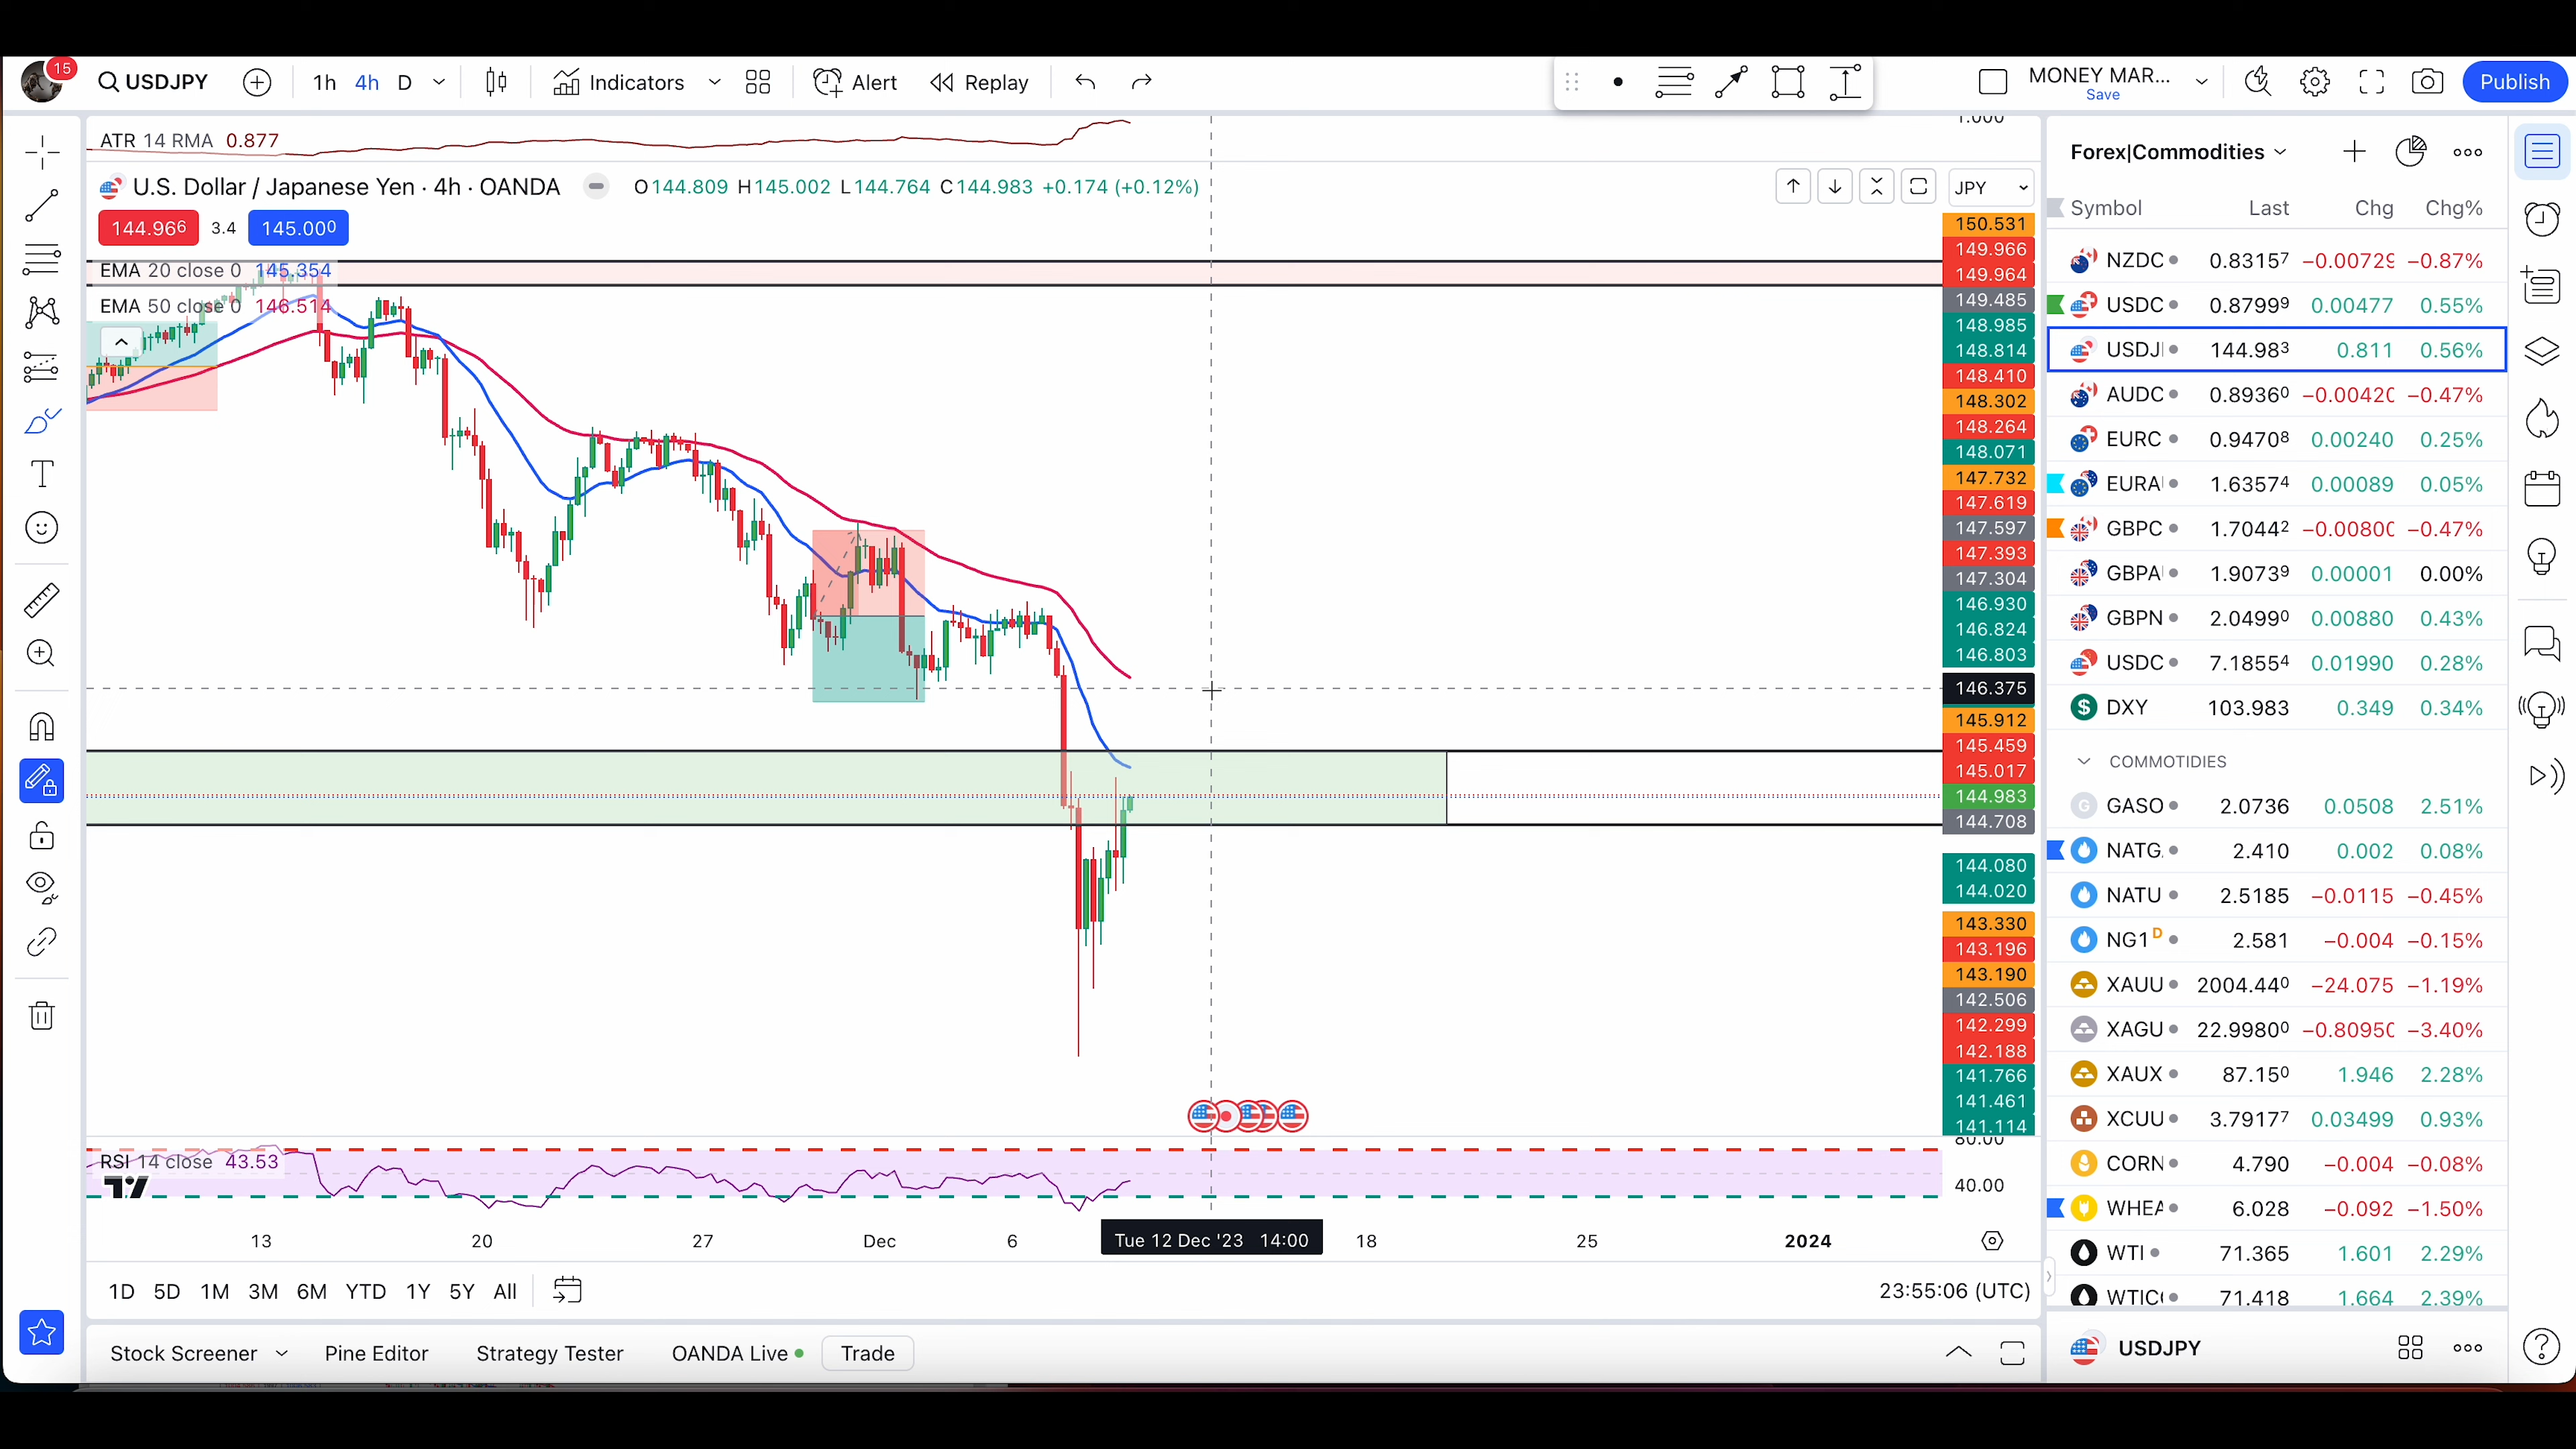 15 USDJPY 1h 4h D Indicators Alert Replay MONEY MAR... Save Publish
ATR 14 RMA 0.877
1.000
U.S. Dollar / Japanese Yen · 4h · OANDA O144.809 H145.002 L144.764 C144.983 +0.174 (+0.12%) JPY
144.966 3.4 145.000
EMA 20 close 0 145.354
EMA 50 close 0 146.514
150.531
149.966
149.964
149.485
148.985
148.814
148.410
148.302
148.264
148.071
147.732
147.619
147.597
147.393
147.304
146.930
146.824
146.803
146.375
145.912
145.459
145.017
144.983
144.708
144.080
144.020
143.330
143.196
143.190
142.506
142.299
142.188
141.766
141.461
141.114
80.00
RSI 14 close 43.53
40.00
13 20 27 Dec 6 Tue 12 Dec '23 14:00 18 25 2024
1D 5D 1M 3M 6M YTD 1Y 5Y All 23:55:06 (UTC)
Stock Screener Pine Editor Strategy Tester OANDA Live Trade
Forex|Commodities
Symbol Last Chg Chg%
NZDC 0.83157 −0.00729 −0.87%
USDC 0.87999 0.00477 0.55%
USDJ 144.983 0.811 0.56%
AUDC 0.89360 −0.00420 −0.47%
EURC 0.94708 0.00240 0.25%
EURA 1.63574 0.00089 0.05%
GBPC 1.70442 −0.00800 −0.47%
GBPA 1.90739 0.00001 0.00%
GBPN 2.04990 0.00880 0.43%
USDC 7.18554 0.01990 0.28%
DXY 103.983 0.349 0.34%
COMMOTIDIES
GASO 2.0736 0.0508 2.51%
NATG 2.410 0.002 0.08%
NATU 2.5185 −0.0115 −0.45%
NG1 D 2.581 −0.004 −0.15%
XAUU 2004.440 −24.075 −1.19%
XAGU 22.99800 −0.80950 −3.40%
XAUX 87.150 1.946 2.28%
XCUU 3.79177 0.03499 0.93%
CORN 4.790 −0.004 −0.08%
WHEA 6.028 −0.092 −1.50%
WTI 71.365 1.601 2.29%
WTICO 71.418 1.664 2.39%
USDJPY